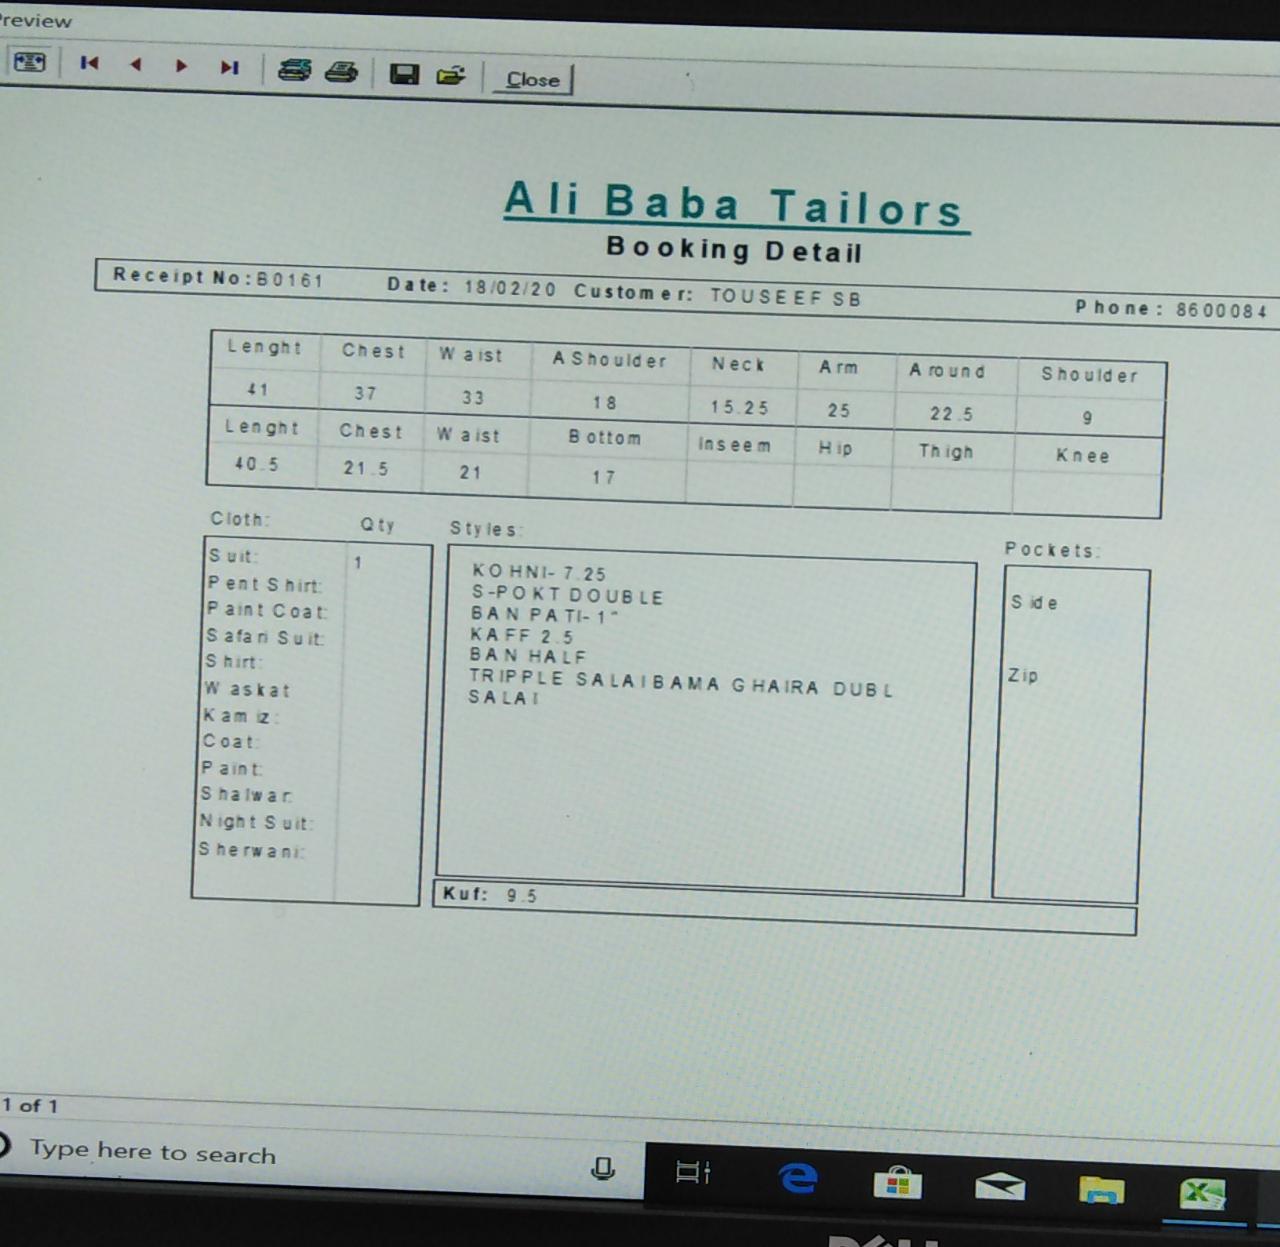 Preview
Close
Ali Baba Tailors
Booking Detail
Receipt No:B0161 Date: 18/02/20 Customer: TOUSEEF SB Phone: 8600084
Lenght Chest Waist AShoulder Neck Arm Around Shoulder
41 37 33 18 15.25 25 22.5 9
Lenght Chest Waist Bottom Inseem Hip Thigh Knee
40.5 21.5 21 17
Cloth: Qty Styles: Pockets:
Suit: 1
Pent Shirt:
Paint Coat:
Safari Suit:
Shirt:
Waskat
Kamiz:
Coat:
Paint:
Shalwar:
Night Suit:
Sherwani:
KOHNI- 7.25
S-POKT DOUBLE
BAN PATI- 1"
KAFF 2.5
BAN HALF
TRIPPLE SALAIBAMA GHAIRA DUBL
SALAI
Side
Zip
Kuf: 9.5
1 of 1
Type here to search